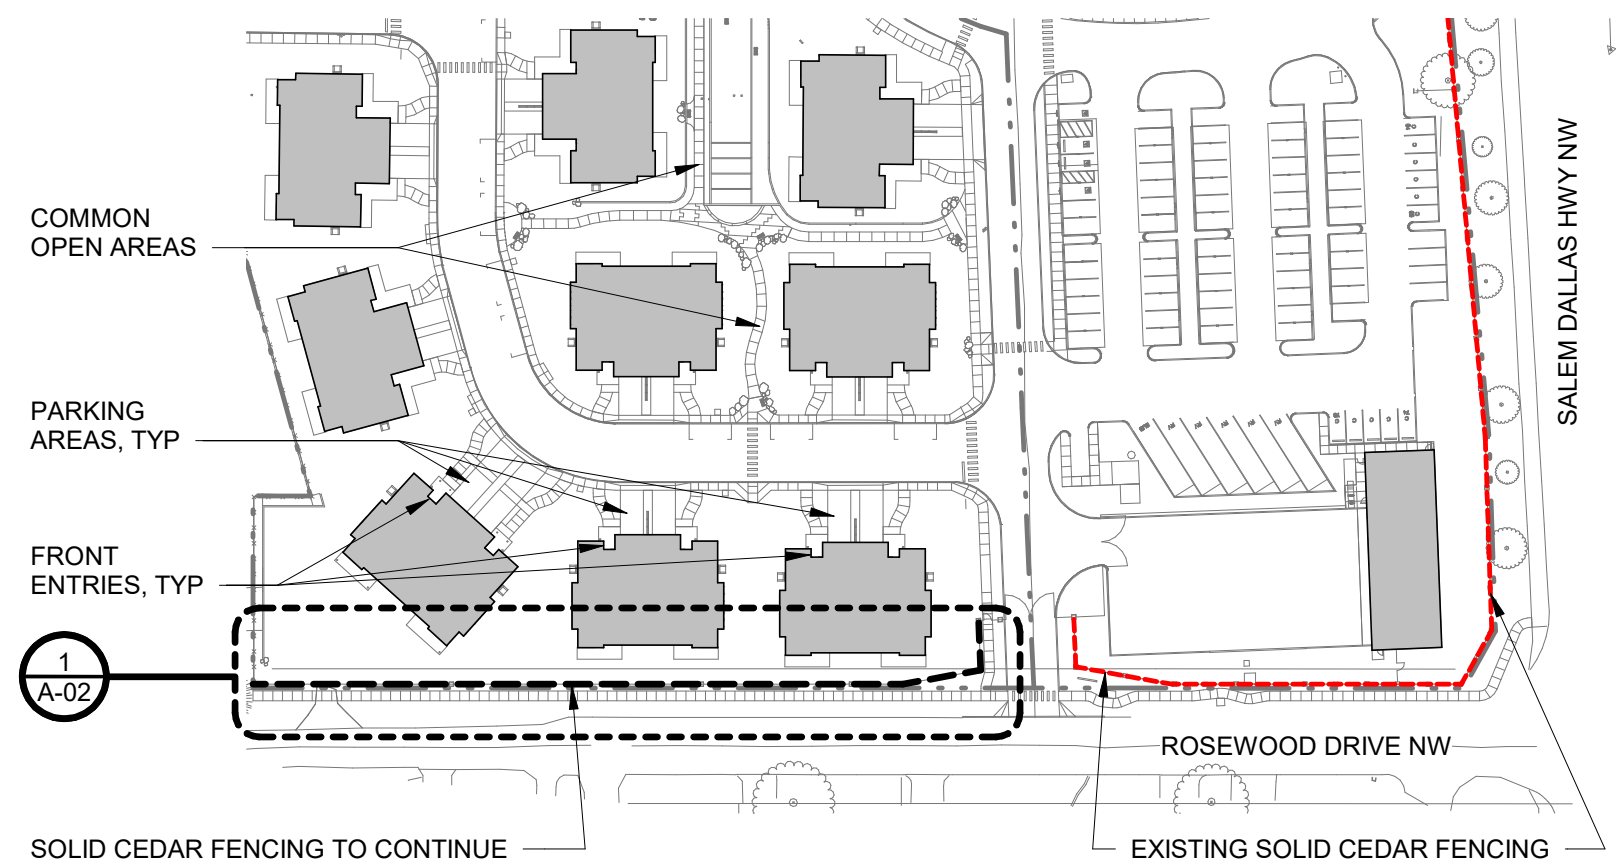 COMMON
OPEN AREAS
SALEM DALLAS HWY NW
PARKING
AREAS, TYP
FRONT
ENTRIES, TYP
1
A-02
ROSEWOOD DRIVE NW
SOLID CEDAR FENCING TO CONTINUE
EXISTING SOLID CEDAR FENCING